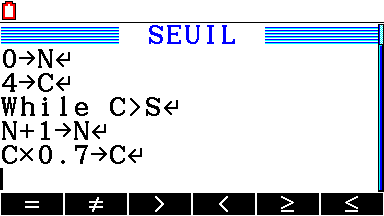 SEUIL
0→N↵
4→C↵
While C>S↵
N+1→N↵
C×0.7→C↵
= ≠ > < ≥ ≤